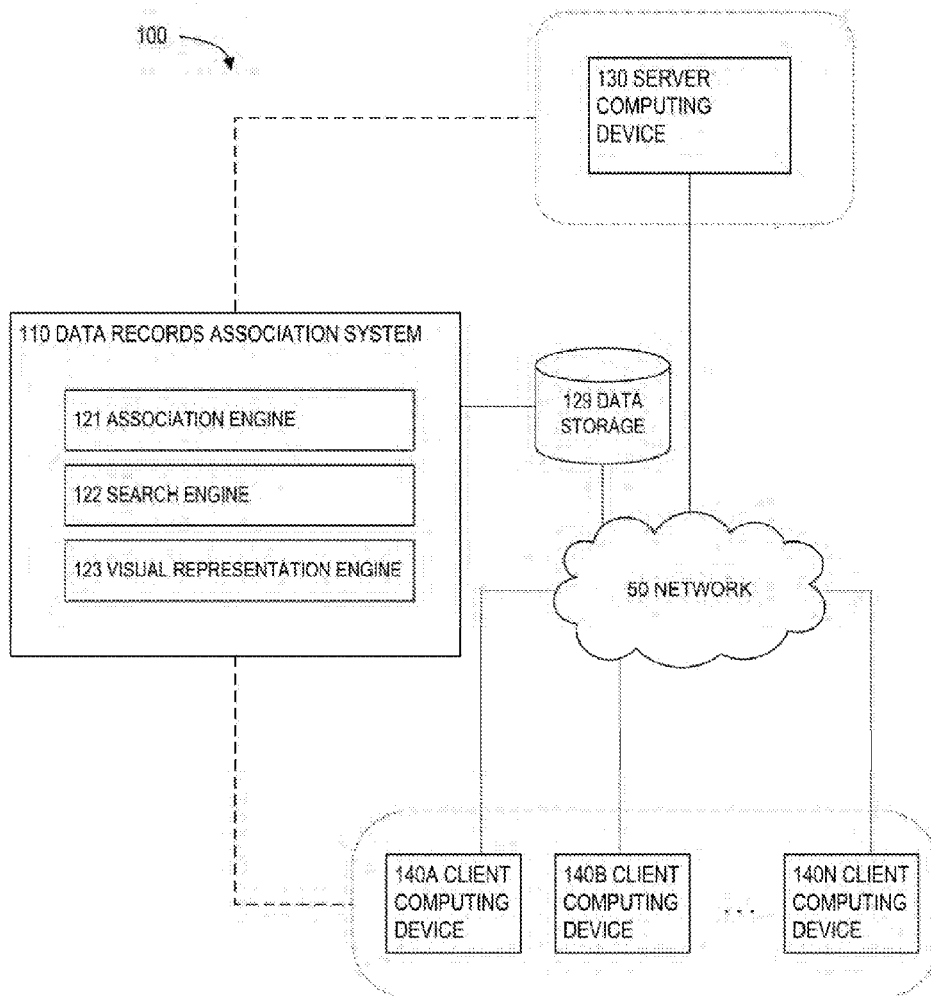 100
130 SERVER
COMPUTING
DEVICE
110 DATA RECORDS ASSOCIATION SYSTEM
121 ASSOCIATION ENGINE
122 SEARCH ENGINE
123 VISUAL REPRESENTATION ENGINE
129 DATA
STORAGE
50 NETWORK
140A CLIENT
COMPUTING
DEVICE
140B CLIENT
COMPUTING
DEVICE
...
140N CLIENT
COMPUTING
DEVICE